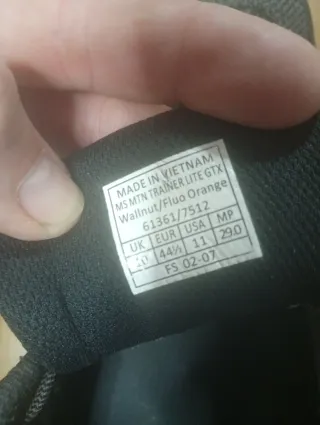 MADE IN VIETNAM
MS MTN TRAINER LITE GTX
Wallnut/Fluo Orange
61361/7512
UK EUR USA MP
10 44½ 11 29.0
FS 02-07